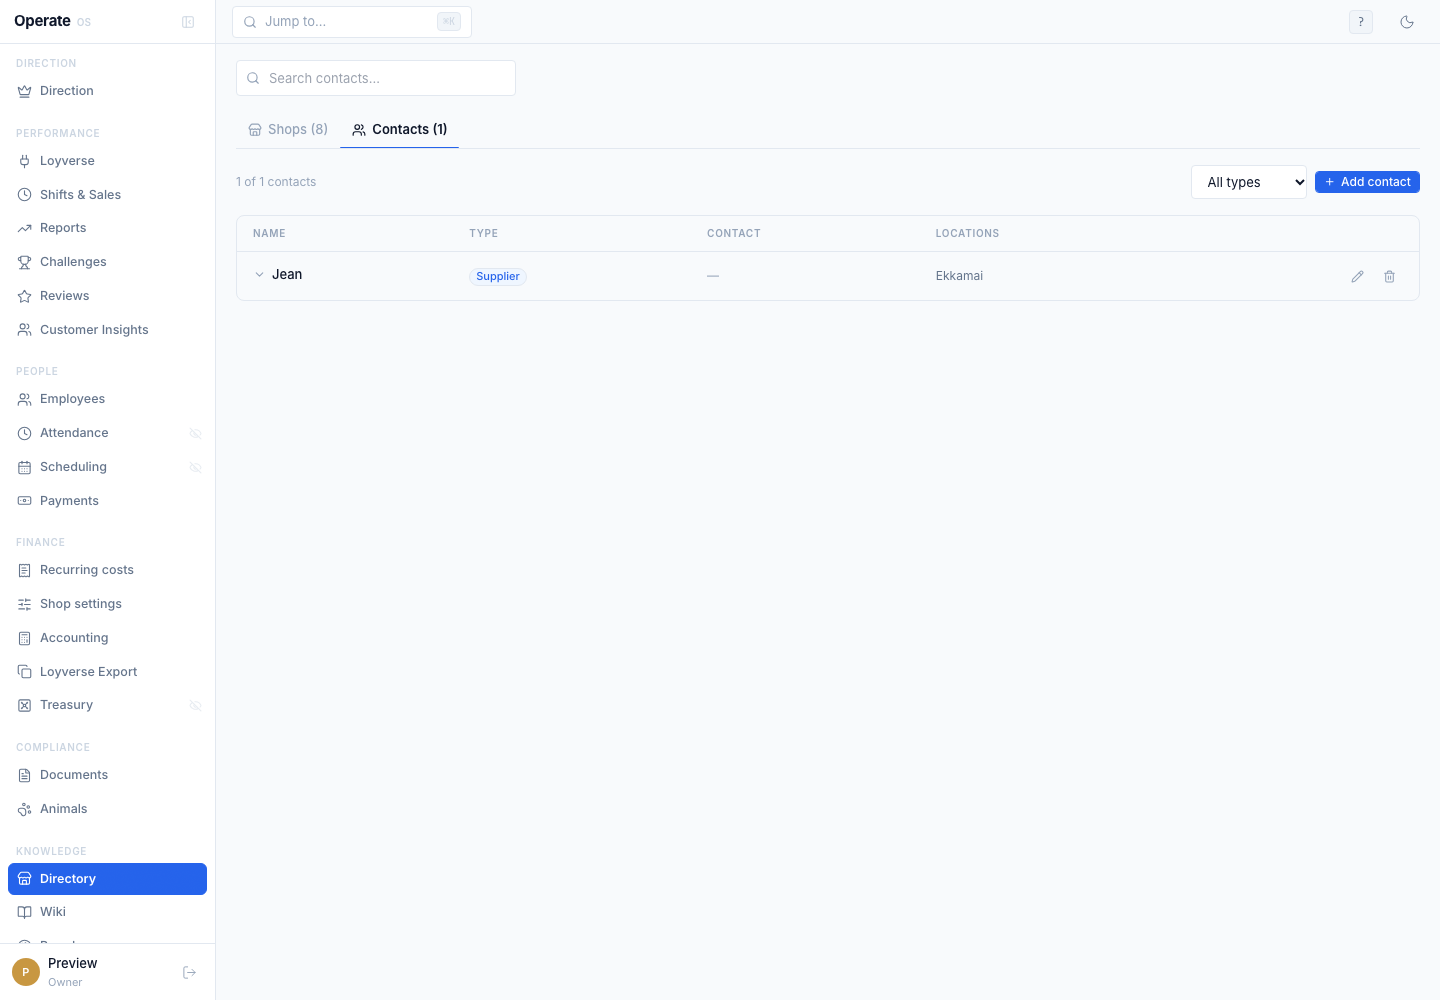 Operate OS
Jump to...
⌘K
?
DIRECTION
Direction
PERFORMANCE
Loyverse
Shifts & Sales
Reports
Challenges
Reviews
Customer Insights
PEOPLE
Employees
Attendance
Scheduling
Payments
FINANCE
Recurring costs
Shop settings
Accounting
Loyverse Export
Treasury
COMPLIANCE
Documents
Animals
KNOWLEDGE
Directory
Wiki
P
Preview
Owner
Search contacts...
Shops (8)
Contacts (1)
1 of 1 contacts
All types
+ Add contact
NAME TYPE CONTACT LOCATIONS
Jean Supplier — Ekkamai